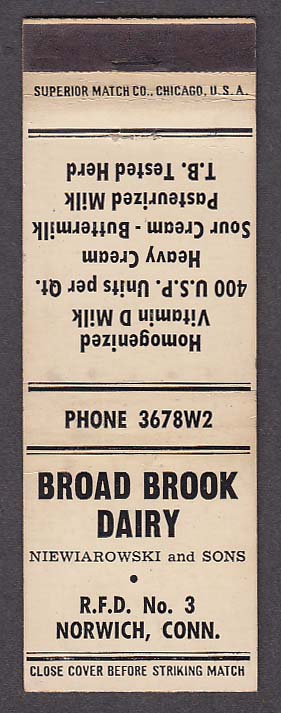 SUPERIOR MATCH CO., CHICAGO, U.S.A.
Homogenized
Vitamin D Milk
400 U.S.P. Units per Qt.
Heavy Cream
Sour Cream - Buttermilk
Pasteurized Milk
T.B. Tested Herd
PHONE 3678W2
BROAD BROOK
DAIRY
NIEWIAROWSKI and SONS
•
R.F.D. No. 3
NORWICH, CONN.
CLOSE COVER BEFORE STRIKING MATCH